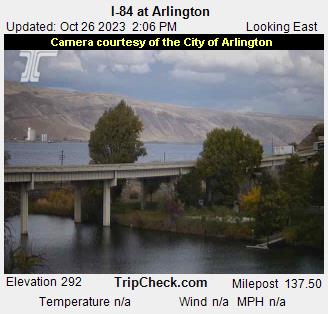 I-84 at Arlington
Updated: Oct 26 2023 2:06 PM Looking East
Camera courtesy of the City of Arlington
Elevation 292 TripCheck.com Milepost 137.50
Temperature n/a Wind n/a MPH n/a